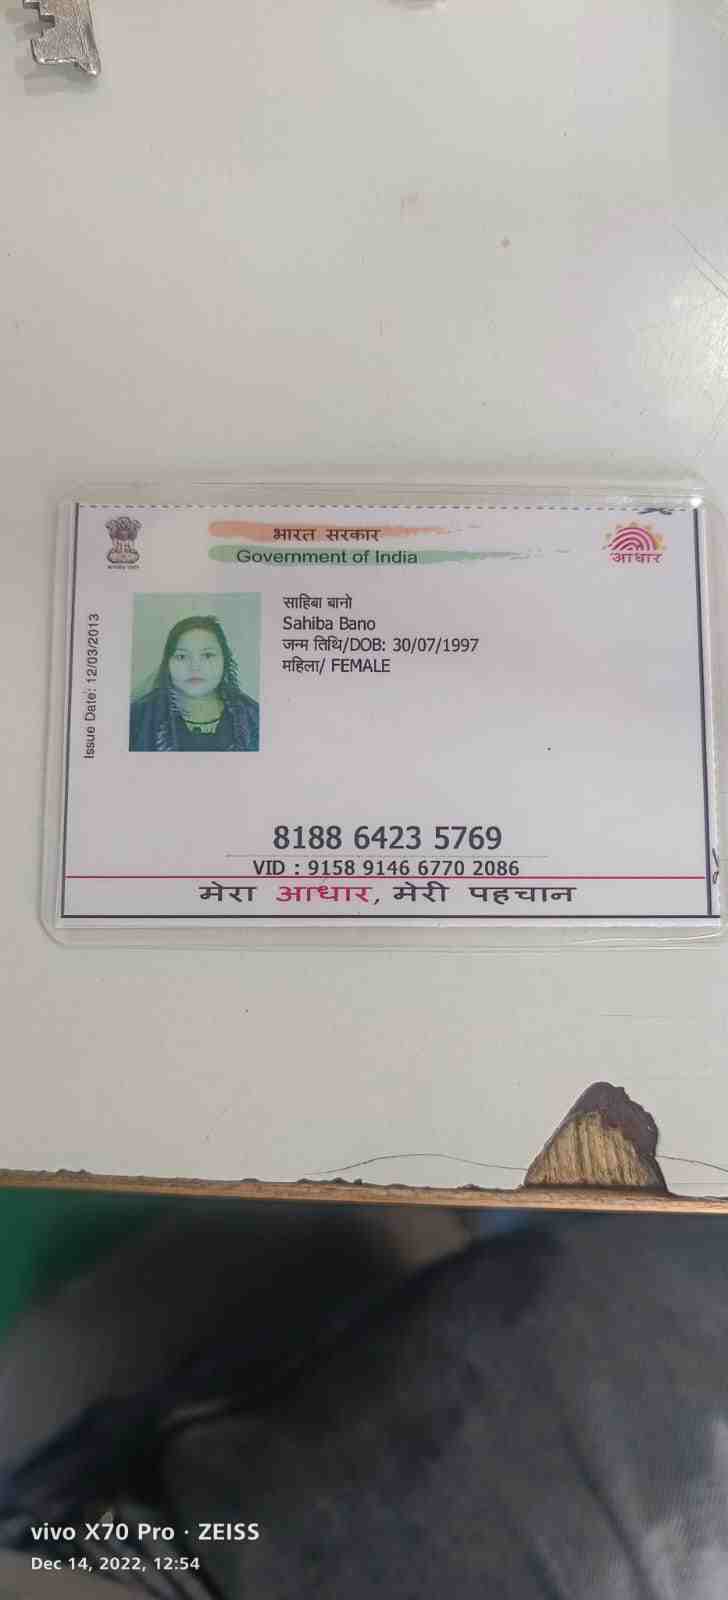 भारत सरकार
Government of India
आधार
Issue Date: 12/03/2013
साहिबा बानो
Sahiba Bano
जन्म तिथि/DOB: 30/07/1997
महिला/ FEMALE
8188 6423 5769
VID : 9158 9146 6770 2086
मेरा आधार, मेरी पहचान
vivo X70 Pro · ZEISS
Dec 14, 2022, 12:54